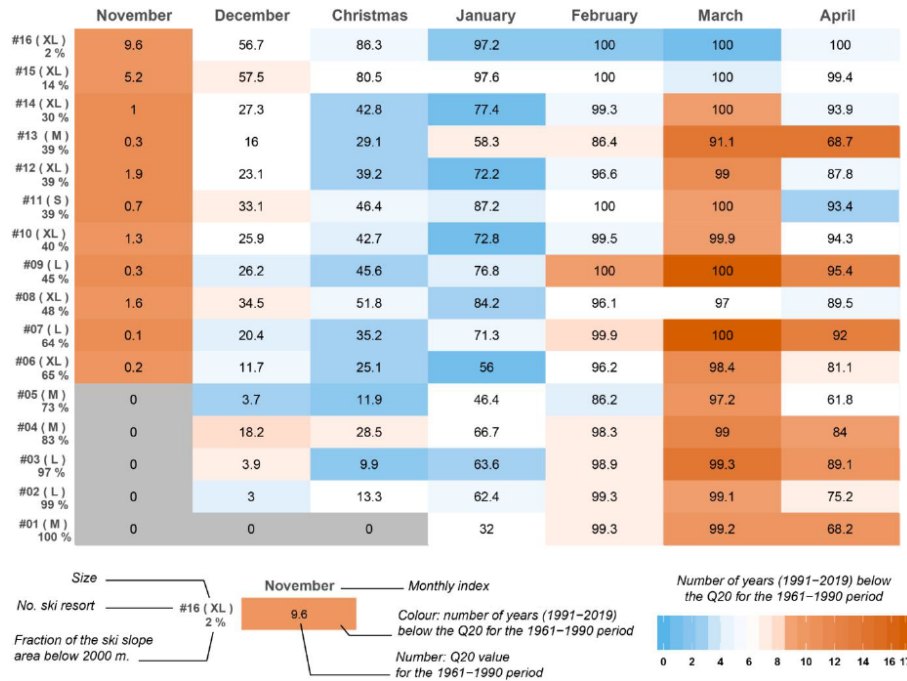 November December Christmas January February March April
#16 ( XL ) 9.6 56.7 86.3 97.2 100 100 100
2 %
#15 ( XL ) 5.2 57.5 80.5 97.6 100 100 99.4
14 %
#14 ( XL ) 1 27.3 42.8 77.4 99.3 100 93.9
30 %
#13 ( M ) 0.3 16 29.1 58.3 86.4 91.1 68.7
39 %
#12 ( XL ) 1.9 23.1 39.2 72.2 96.6 99 87.8
39 %
#11 ( S ) 0.7 33.1 46.4 87.2 100 100 93.4
39 %
#10 ( XL ) 1.3 25.9 42.7 72.8 99.5 99.9 94.3
40 %
#09 ( L ) 0.3 26.2 45.6 76.8 100 100 95.4
45 %
#08 ( XL ) 1.6 34.5 51.8 84.2 96.1 97 89.5
48 %
#07 ( L ) 0.1 20.4 35.2 71.3 99.9 100 92
64 %
#06 ( XL ) 0.2 11.7 25.1 56 96.2 98.4 81.1
65 %
#05 ( M ) 0 3.7 11.9 46.4 86.2 97.2 61.8
73 %
#04 ( M ) 0 18.2 28.5 66.7 98.3 99 84
83 %
#03 ( L ) 0 3.9 9.9 63.6 98.9 99.3 89.1
97 %
#02 ( L ) 0 3 13.3 62.4 99.3 99.1 75.2
99 %
#01 ( M ) 0 0 0 32 99.3 99.2 68.2
100 %
Size
No. ski resort
Fraction of the ski slope
area below 2000 m.
#16 ( XL )
2 %
November
9.6
Monthly index
Colour: number of years (1991−2019)
below the Q20 for the 1961−1990 period
Number: Q20 value
for the 1961−1990 period
Number of years (1991−2019) below
the Q20 for the 1961−1990 period
0 2 4 6 8 10 12 14 16 17